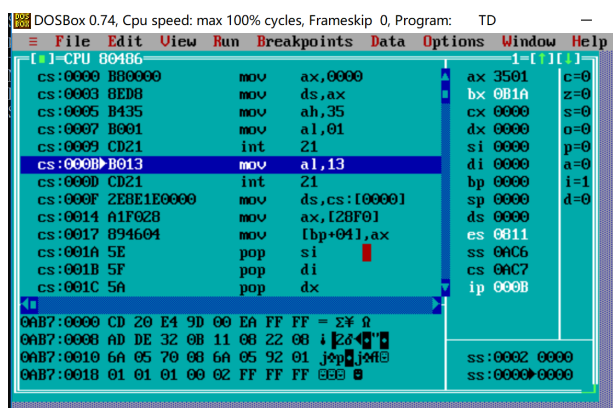 DOSBox 0.74, Cpu speed: max 100% cycles, Frameskip 0, Program: TD
≡ File Edit View Run Breakpoints Data Options Window Help
[■]=CPU 80486 1=[↑][↓]
cs:0000 B80000 mov ax,0000 ax 3501 c=0
cs:0003 8ED8 mov ds,ax bx 0B1A z=0
cs:0005 B435 mov ah,35 cx 0000 s=0
cs:0007 B001 mov al,01 dx 0000 o=0
cs:0009 CD21 int 21 si 0000 p=0
cs:000B►B013 mov al,13 di 0000 a=0
cs:000D CD21 int 21 bp 0000 i=1
cs:000F 2E8E1E0000 mov ds,cs:[0000] sp 0000 d=0
cs:0014 A1F028 mov ax,[28F0] ds 0000
cs:0017 894604 mov [bp+04],ax es 0811
cs:001A 5E pop si ss 0AC6
cs:001B 5F pop di cs 0AC7
cs:001C 5A pop dx ip 000B
0AB7:0000 CD 20 E4 9D 00 EA FF FF = Σ¥ Ω
0AB7:0008 AD DE 32 0B 11 08 22 08
0AB7:0010 6A 05 70 08 6A 05 92 01 ss:0002 0000
0AB7:0018 01 01 01 00 02 FF FF FF ss:0000►0000